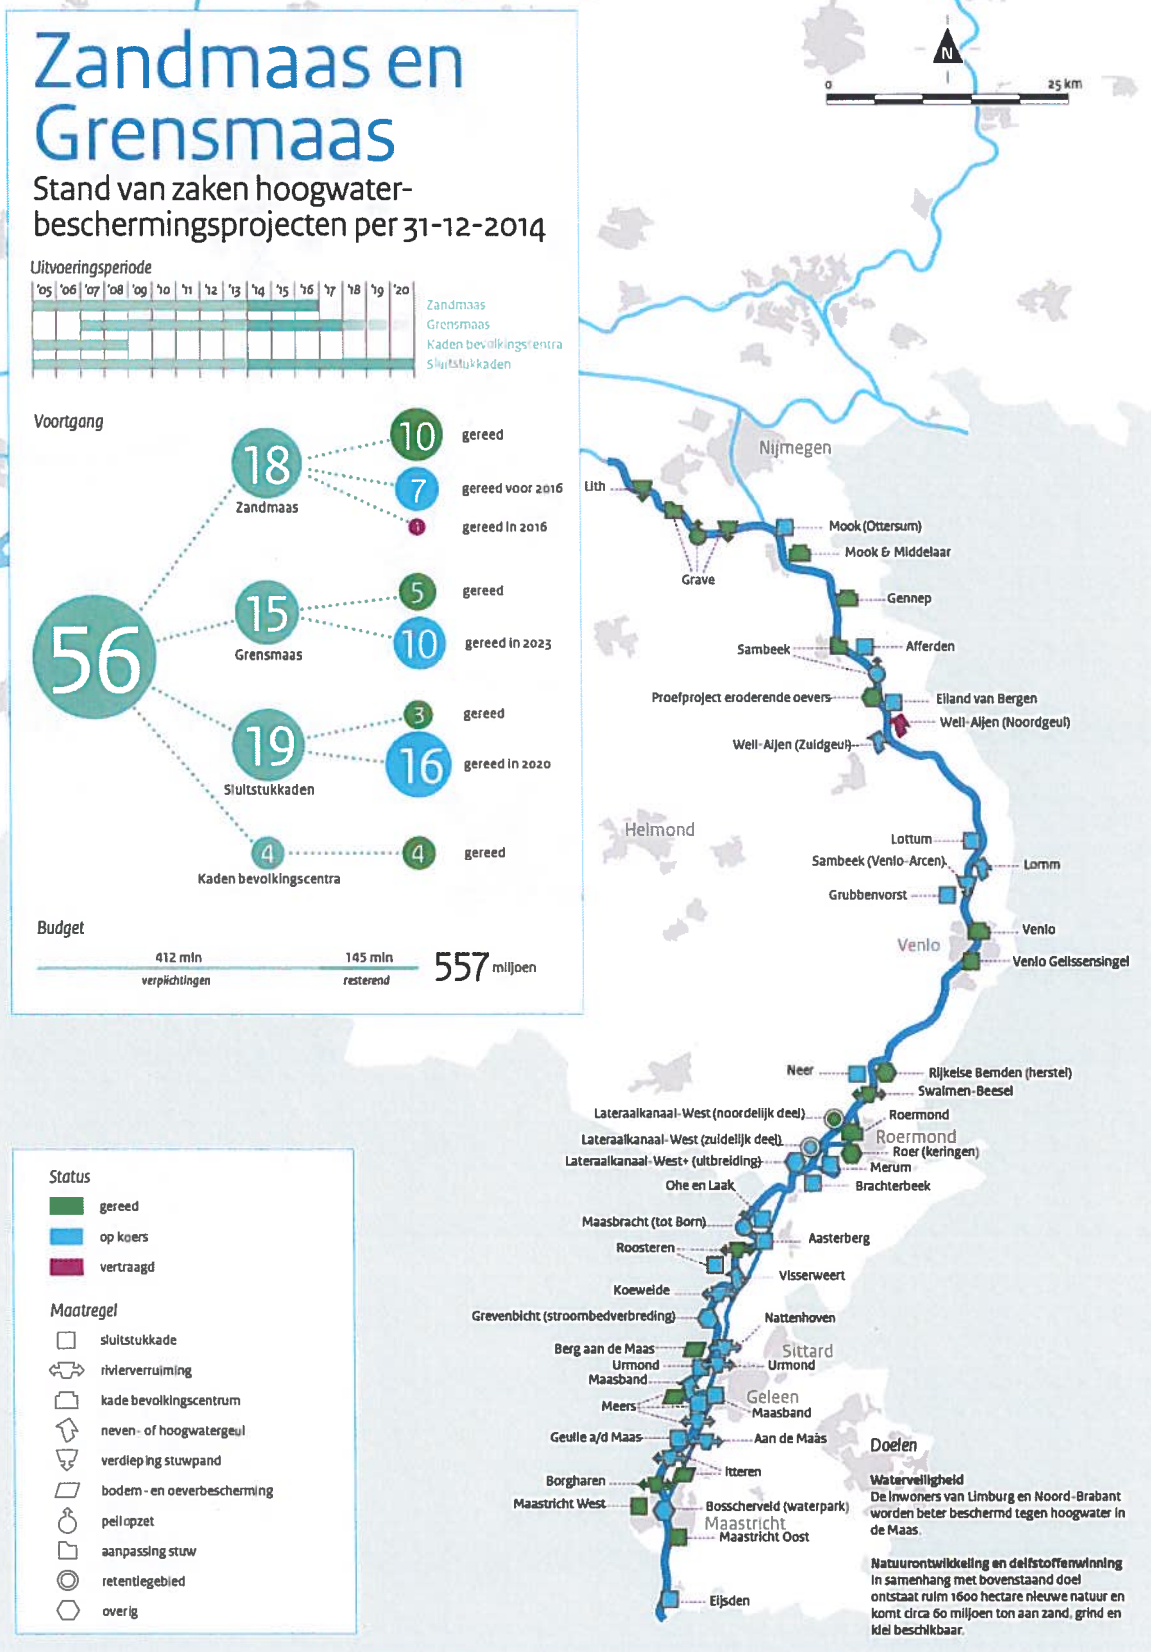 Zandmaas en
Grensmaas
Stand van zaken hoogwater-
beschermingsprojecten per 31-12-2014
Uitvoeringsperiode
'05 '06 '07 '08 '09 '10 '11 '12 '13 '14 '15 '16 '17 '18 '19 '20
Zandmaas
Grensmaas
Kaden bevolkingscentra
Sluitstukkaden
Voortgang
56
18
Zandmaas
10 gereed
7 gereed voor 2016
1 gereed in 2016
15
Grensmaas
5 gereed
10 gereed in 2023
19
Sluitstukkaden
3 gereed
16 gereed in 2020
4
Kaden bevolkingscentra
4 gereed
Budget
412 mln
verplichtingen
145 mln
resterend
557 miljoen
Status
gereed
op koers
vertraagd
Maatregel
sluitstukkade
rivierverruiming
kade bevolkingscentrum
neven- of hoogwatergeul
verdieping stuwpand
bodem- en oeverbescherming
peilopzet
aanpassing stuw
retentiegebied
overig
N
0 25 km
Nijmegen
Lith
Mook (Ottersum)
Mook & Middelaar
Grave
Gennep
Sambeek
Afferden
Proefproject eroderende oevers
Eiland van Bergen
Well-Aijen (Noordgeul)
Well-Aijen (Zuidgeul)
Helmond
Lottum
Sambeek (Venlo-Arcen)
Lomm
Grubbenvorst
Venlo
Venlo
Venlo Gelissensingel
Neer
Rijkelse Bemden (herstel)
Swalmen-Beesel
Lateraalkanaal-West (noordelijk deel)
Roermond
Roermond
Lateraalkanaal-West (zuidelijk deel)
Roer (keringen)
Lateraalkanaal-West+ (uitbreiding)
Merum
Ohe en Laak
Brachterbeek
Maasbracht (tot Born)
Aasterberg
Roosteren
Visserweert
Koeweide
Grevenbicht (stroombedverbreding)
Nattenhoven
Berg aan de Maas
Sittard
Urmond
Urmond
Maasband
Geleen
Meers
Maasband
Geulle a/d Maas
Aan de Maas
Itteren
Borgharen
Maastricht West
Bosscherveld (waterpark)
Maastricht
Maastricht Oost
Eijsden
Doelen
Waterveiligheid
De inwoners van Limburg en Noord-Brabant
worden beter beschermd tegen hoogwater in
de Maas.
Natuurontwikkeling en delfstoffenwinning
In samenhang met bovenstaand doel
ontstaat ruim 1600 hectare nieuwe natuur en
komt circa 60 miljoen ton aan zand, grind en
klei beschikbaar.